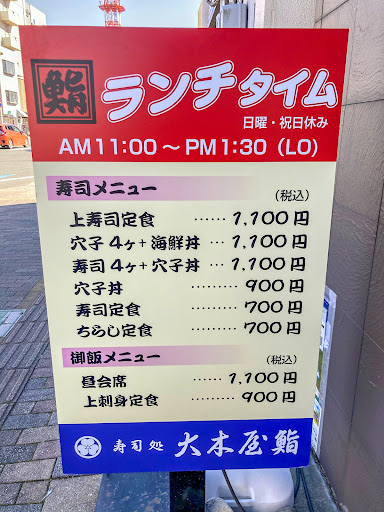 鮨 ランチタイム
日曜・祝日休み
AM11:00～PM1:30（LO）
寿司メニュー （税込）
上寿司定食 ……1,100円
穴子4ヶ+海鮮丼 …1,100円
寿司4ヶ+穴子丼 …1,100円
穴子丼 ………900円
寿司定食 ………700円
ちらし定食 ………700円
御飯メニュー （税込）
昼会席 ……1,100円
上刺身定食 ………900円
寿司処 大木屋鮨